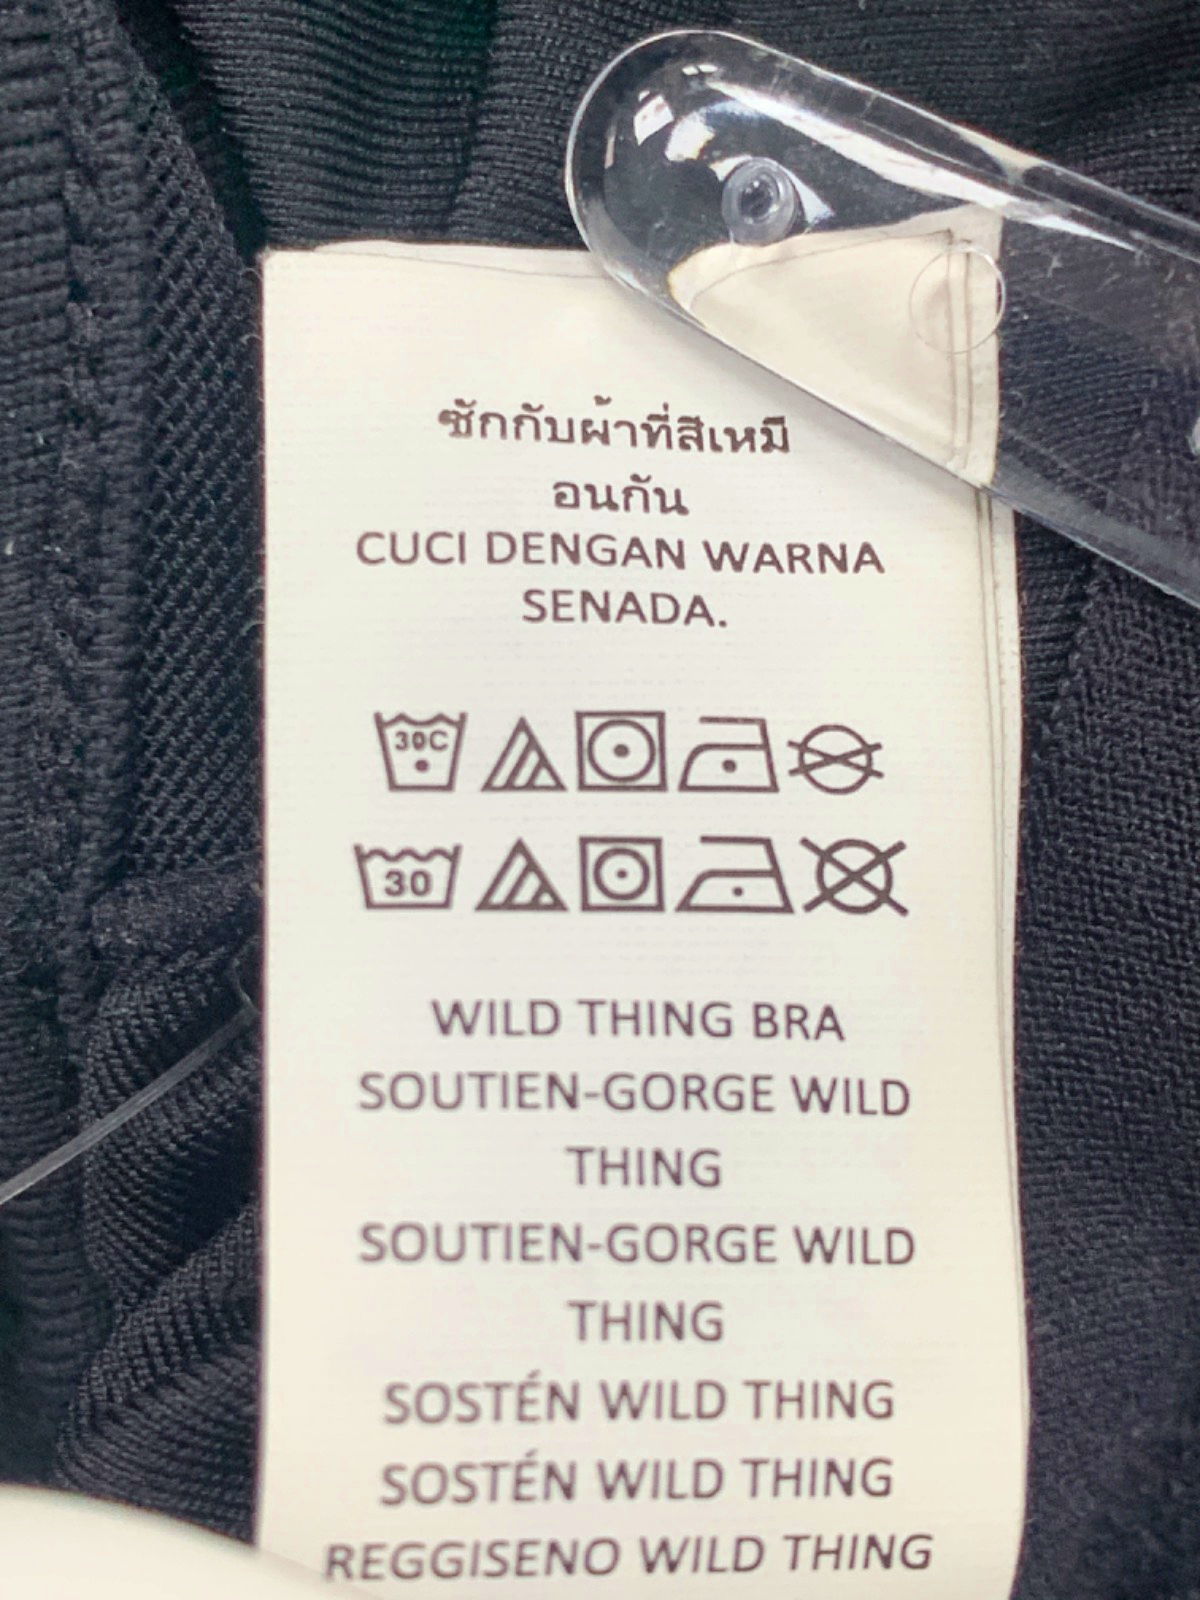 ซักกับผ้าที่สีเหมื
อนกัน
CUCI DENGAN WARNA
SENADA.
30C
30
WILD THING BRA
SOUTIEN-GORGE WILD
THING
SOUTIEN-GORGE WILD
THING
SOSTÉN WILD THING
SOSTÉN WILD THING
REGGISENO WILD THING